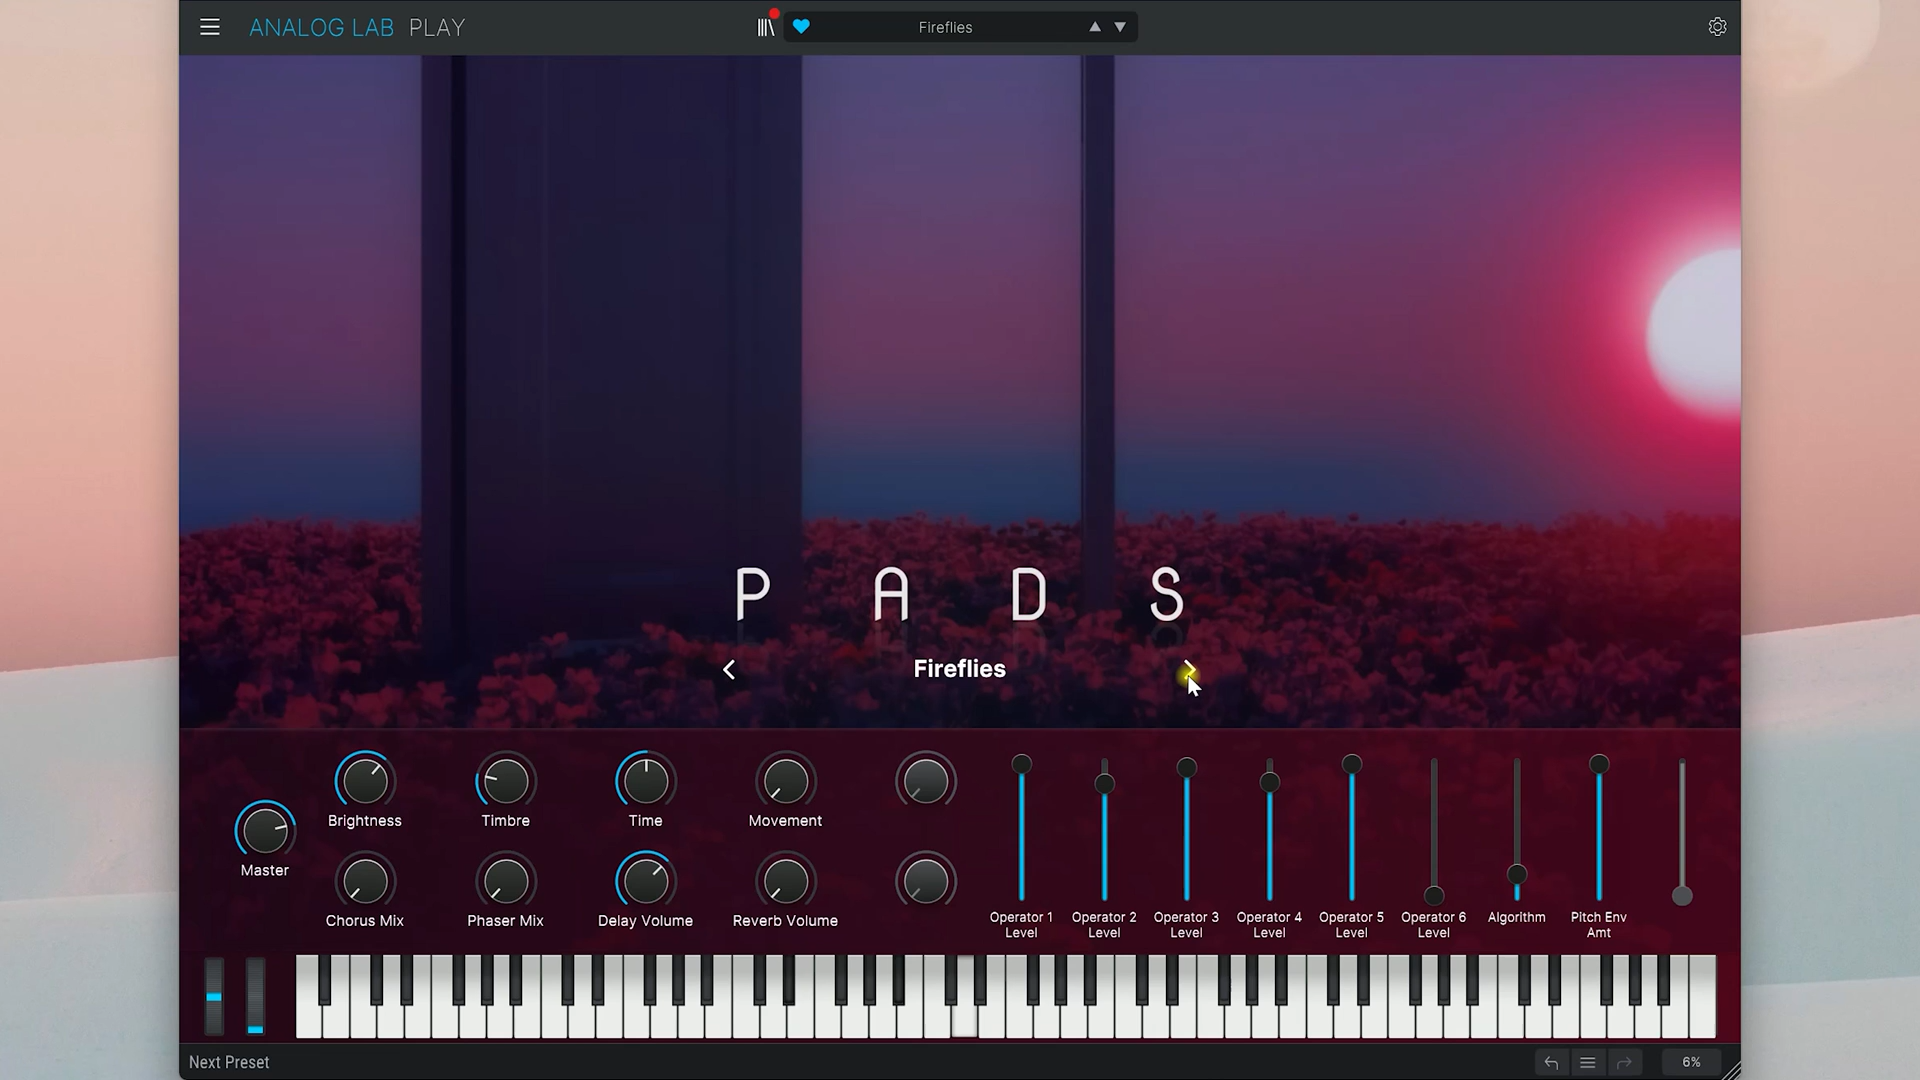 ANALOG LAB PLAY
Fireflies
PADS
Fireflies
Brightness
Timbre
Time
Movement
Master
Chorus Mix
Phaser Mix
Delay Volume
Reverb Volume
Operator 1
Level
Operator 2
Level
Operator 3
Level
Operator 4
Level
Operator 5
Level
Operator 6
Level
Algorithm
Pitch Env
Amt
Next Preset
6%